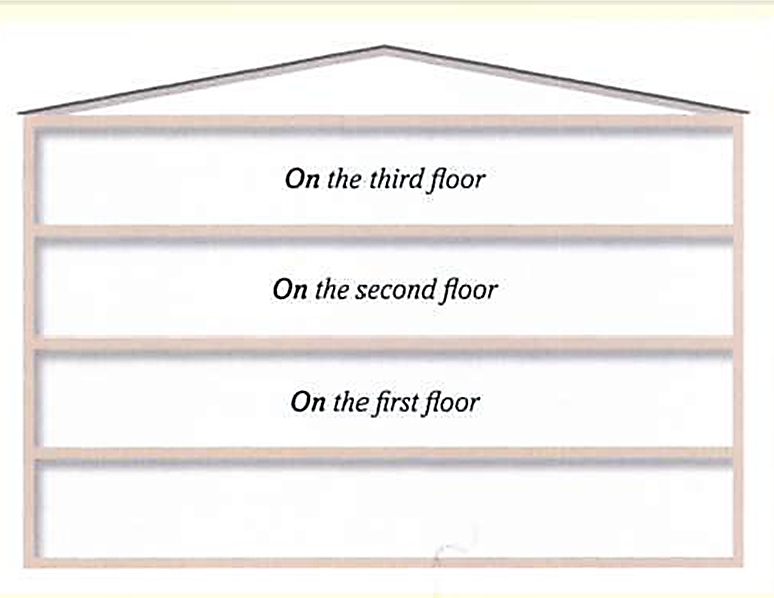 On the third floor
On the second floor
On the first floor